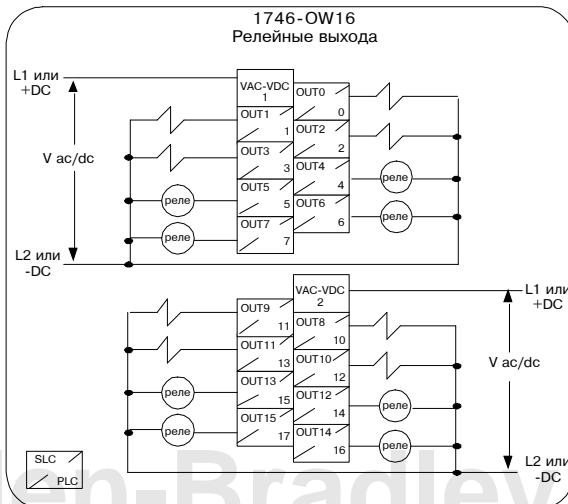 1746-OW16
Релейные выхода
L1 или
+DC
VAC-VDC
1
OUT0
0
OUT1
1
OUT2
2
OUT3
3
V ac/dc
OUT4
4
реле
OUT5
5
реле
OUT6
6
реле
OUT7
7
реле
L2 или
-DC
VAC-VDC
2
L1 или
+DC
OUT9
11
OUT8
10
OUT11
13
OUT10
12
V ac/dc
OUT13
15
реле
OUT12
14
реле
OUT15
17
реле
OUT14
16
реле
L2 или
-DC
SLC
PLC
len-Bradley